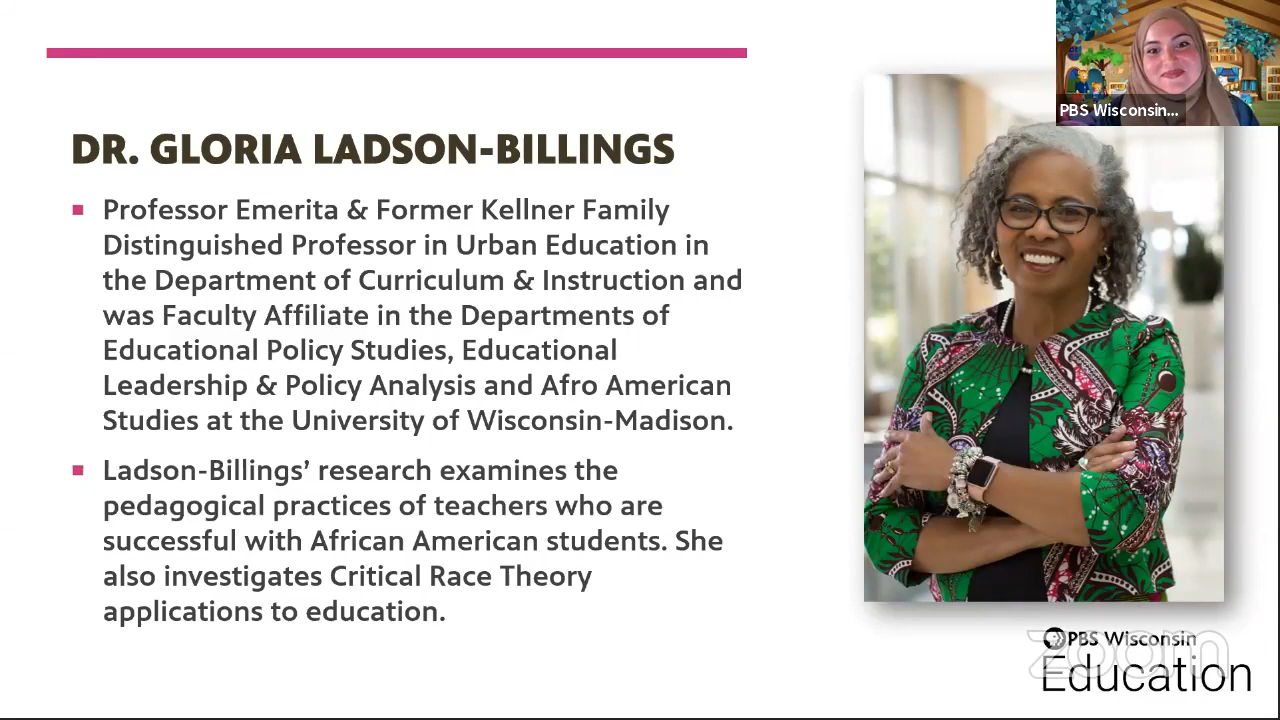 PBS Wisconsin...
DR. GLORIA LADSON-BILLINGS
Professor Emerita & Former Kellner Family
Distinguished Professor in Urban Education in
the Department of Curriculum & Instruction and
was Faculty Affiliate in the Departments of
Educational Policy Studies, Educational
Leadership & Policy Analysis and Afro American
Studies at the University of Wisconsin-Madison.
Ladson-Billings’ research examines the
pedagogical practices of teachers who are
successful with African American students. She
also investigates Critical Race Theory
applications to education.
PBS Wisconsin
zoom
Education